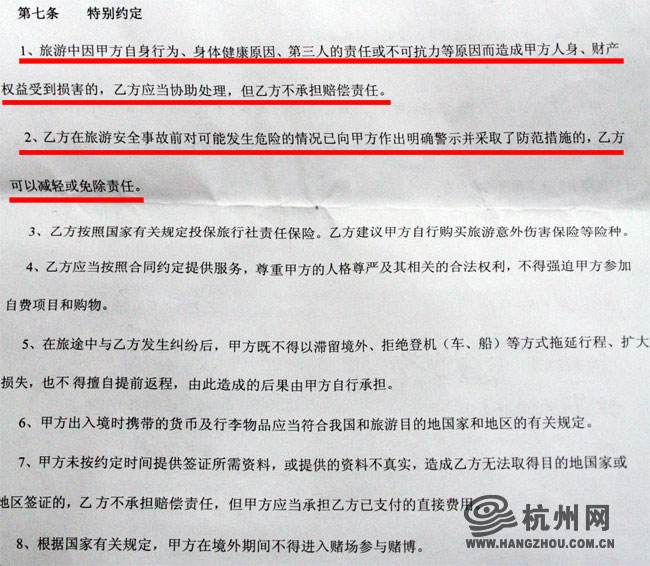 第七条 特别约定
1、旅游中因甲方自身行为、身体健康原因、第三人的责任或不可抗力等原因而造成甲方人身、财产
权益受到损害的，乙方应当协助处理，但乙方不承担赔偿责任。
2、乙方在旅游安全事故前对可能发生危险的情况已向甲方作出明确警示并采取了防范措施的，乙方
可以减轻或免除责任。
3、乙方按照国家有关规定投保旅行社责任保险。乙方建议甲方自行购买旅游意外伤害保险等险种。
4、乙方应当按照合同约定提供服务，尊重甲方的人格尊严及其相关的合法权利，不得强迫甲方参加
自费项目和购物。
5、在旅途中与乙方发生纠纷后，甲方既不得以滞留境外、拒绝登机（车、船）等方式拖延行程、扩大
损失，也不得擅自提前返程，由此造成的后果由甲方自行承担。
6、甲方出入境时携带的货币及行李物品应当符合我国和旅游目的地国家和地区的有关规定。
7、甲方未按约定时间提供签证所需资料，或提供的资料不真实，造成乙方无法取得目的地国家或
地区签证的，乙方不承担赔偿责任，但甲方应当承担乙方已支付的直接费用
8、根据国家有关规定，甲方在境外期间不得进入赌场参与赌博。
杭州网
WWW.HANGZHOU.COM.CN